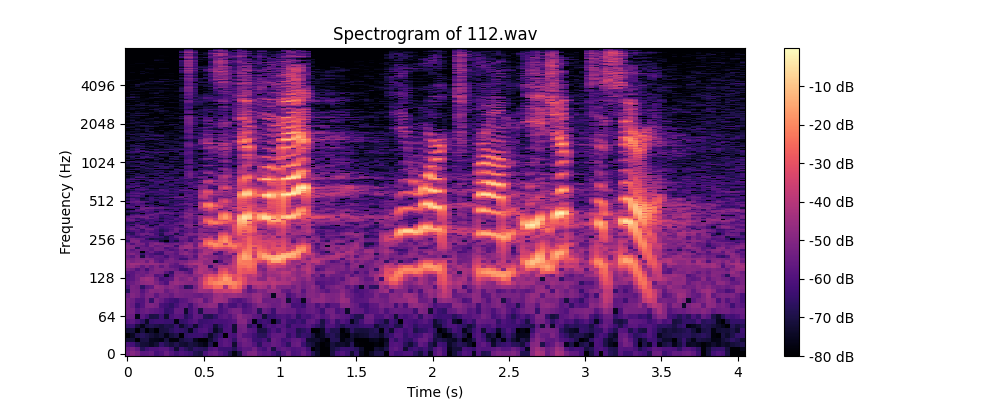 Spectrogram of 112.wav
Frequency (Hz)
4096
2048
1024
512
256
128
64
0
0 0.5 1 1.5 2 2.5 3 3.5 4
Time (s)
-10 dB
-20 dB
-30 dB
-40 dB
-50 dB
-60 dB
-70 dB
-80 dB